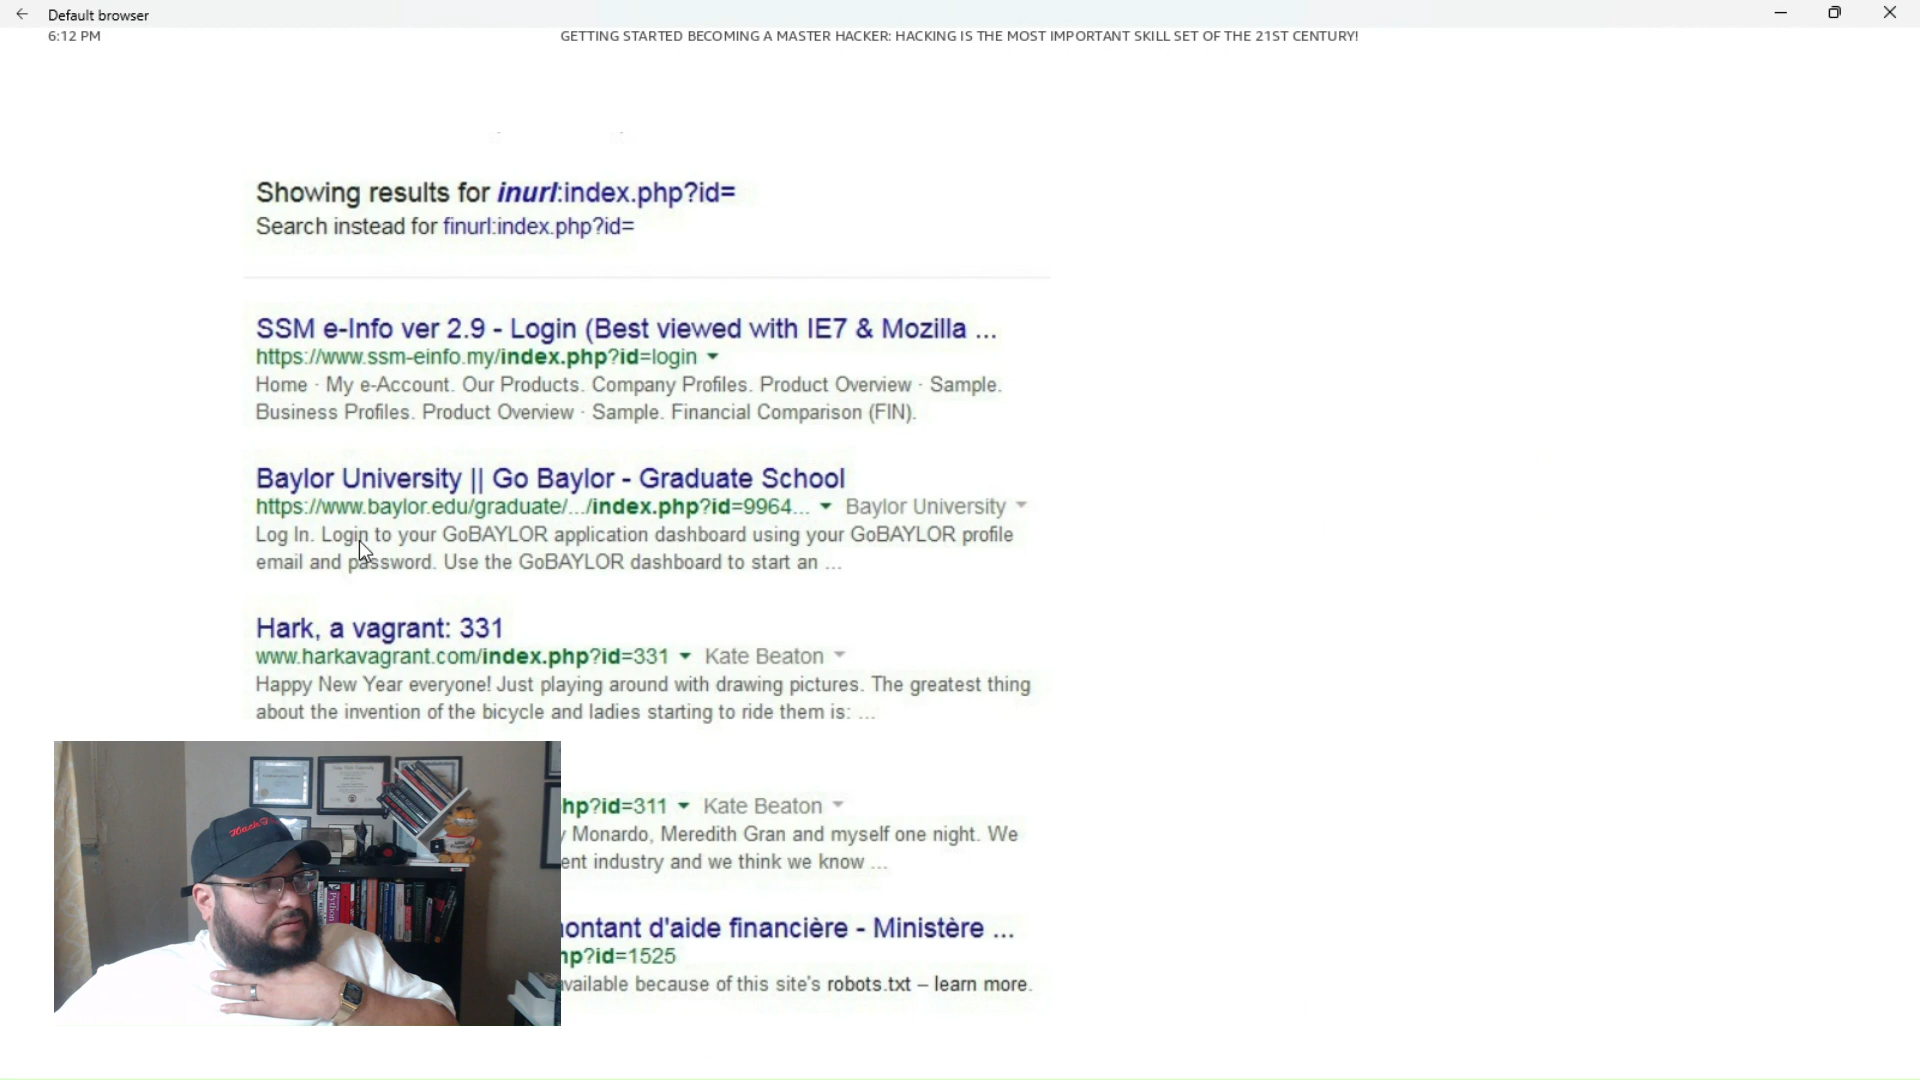 Default browser
6:12 PM
GETTING STARTED BECOMING A MASTER HACKER: HACKING IS THE MOST IMPORTANT SKILL SET OF THE 21ST CENTURY!
Showing results for inurl:index.php?id=
Search instead for finurl:index.php?id=
SSM e-Info ver 2.9 - Login (Best viewed with IE7 & Mozilla ...
https://www.ssm-einfo.my/index.php?id=login
Home · My e-Account. Our Products. Company Profiles. Product Overview · Sample.
Business Profiles. Product Overview · Sample. Financial Comparison (FIN).
Baylor University || Go Baylor - Graduate School
https://www.baylor.edu/graduate/.../index.php?id=9964... Baylor University
Log In. Login to your GoBAYLOR application dashboard using your GoBAYLOR profile
email and password. Use the GoBAYLOR dashboard to start an ...
Hark, a vagrant: 331
www.harkavagrant.com/index.php?id=331 Kate Beaton
Happy New Year everyone! Just playing around with drawing pictures. The greatest thing
about the invention of the bicycle and ladies starting to ride them is: ...
hp?id=311 Kate Beaton
y Monardo, Meredith Gran and myself one night. We
ent industry and we think we know ...
ontant d'aide financière - Ministère ...
hp?id=1525
vailable because of this site's robots.txt – learn more.
Python